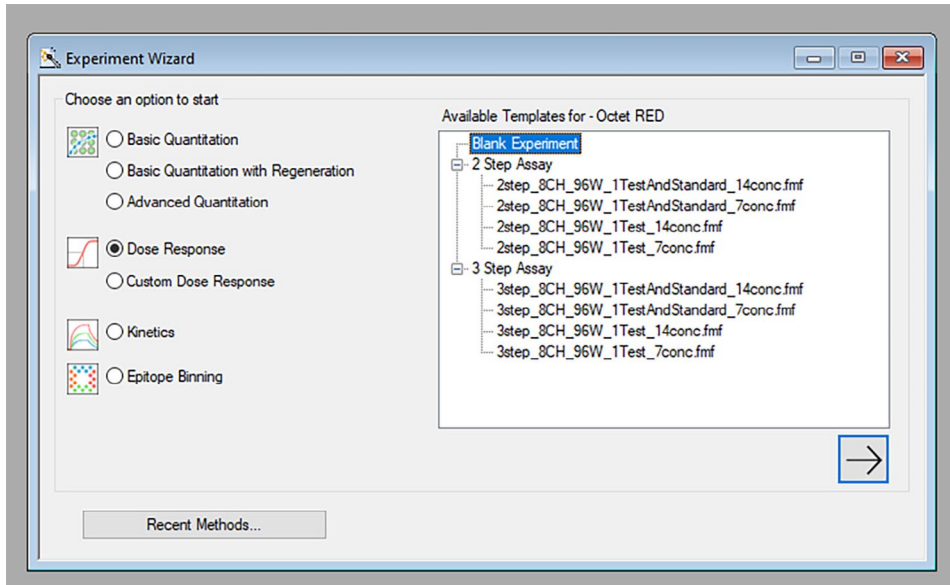 Experiment Wizard
Choose an option to start
Basic Quantitation
Basic Quantitation with Regeneration
Advanced Quantitation
Dose Response
Custom Dose Response
Kinetics
Epitope Binning
Available Templates for - Octet RED
Blank Experiment
2 Step Assay
2step_8CH_96W_1TestAndStandard_14conc.fmf
2step_8CH_96W_1TestAndStandard_7conc.fmf
2step_8CH_96W_1Test_14conc.fmf
2step_8CH_96W_1Test_7conc.fmf
3 Step Assay
3step_8CH_96W_1TestAndStandard_14conc.fmf
3step_8CH_96W_1TestAndStandard_7conc.fmf
3step_8CH_96W_1Test_14conc.fmf
3step_8CH_96W_1Test_7conc.fmf
Recent Methods...